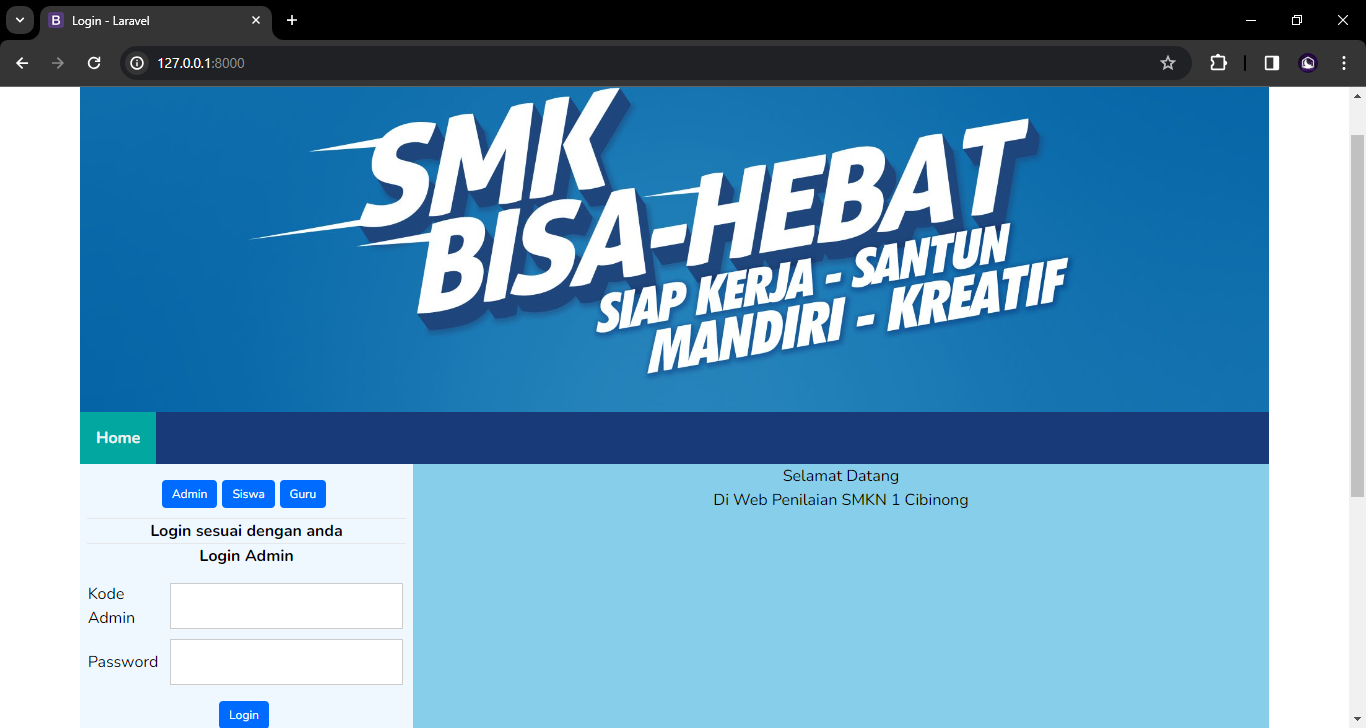 Login - Laravel
127.0.0.1:8000
SMK
BISA-HEBAT
SIAP KERJA - SANTUN
MANDIRI - KREATIF
Home
Admin Siswa Guru
Login sesuai dengan anda
Login Admin
Kode
Admin
Password
Login
Selamat Datang
Di Web Penilaian SMKN 1 Cibinong